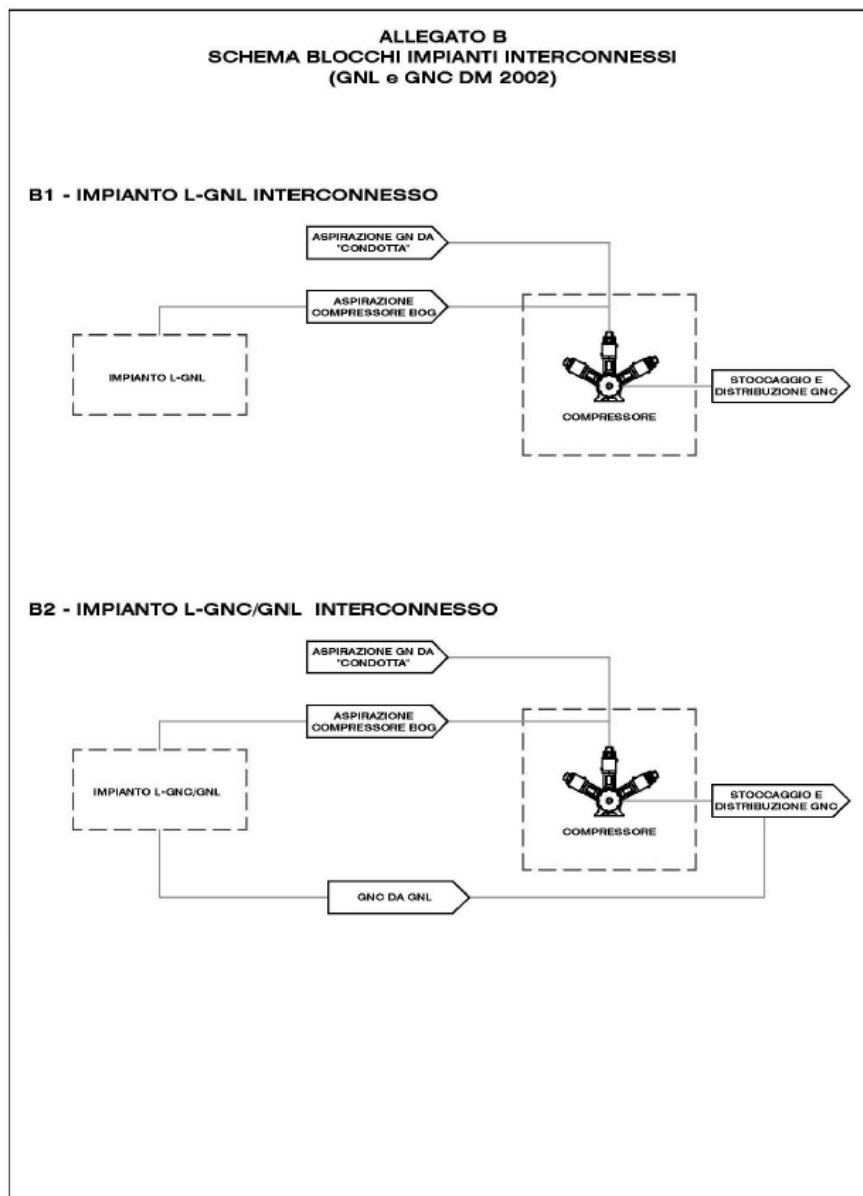 ALLEGATO B
SCHEMA BLOCCHI IMPIANTI INTERCONNESSI
(GNL e GNC DM 2002)
B1 - IMPIANTO L-GNL INTERCONNESSO
ASPIRAZIONE GN DA
"CONDOTTA"
ASPIRAZIONE
COMPRESSORE BOG
IMPIANTO L-GNL
COMPRESSORE
STOCCAGGIO E
DISTRIBUZIONE GNC
B2 - IMPIANTO L-GNC/GNL INTERCONNESSO
ASPIRAZIONE GN DA
"CONDOTTA"
ASPIRAZIONE
COMPRESSORE BOG
IMPIANTO L-GNC/GNL
COMPRESSORE
STOCCAGGIO E
DISTRIBUZIONE GNC
GNC DA GNL